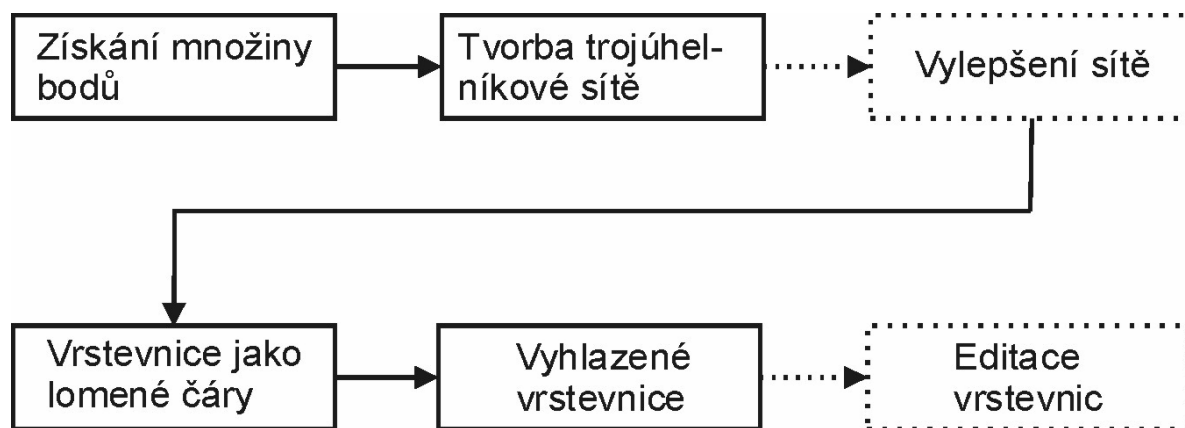 Získání množiny
bodů
Tvorba trojúhel-
níkové sítě
Vylepšení sítě
Vrstevnice jako
lomené čáry
Vyhlazené
vrstevnice
Editace
vrstevnic